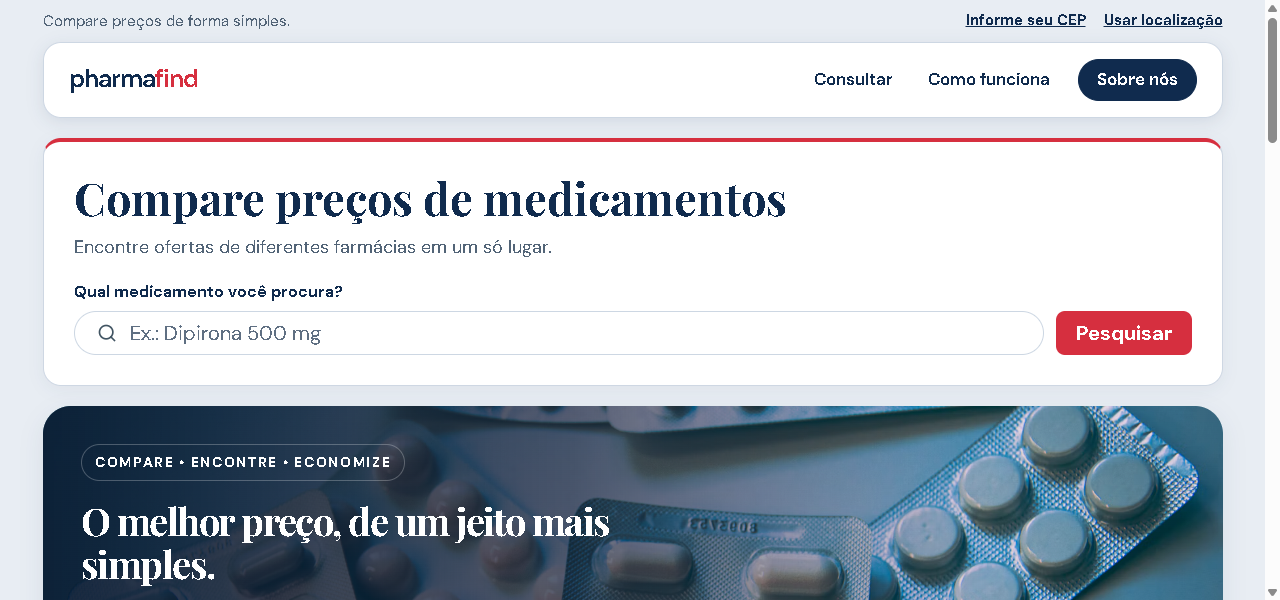 Compare preços de forma simples.
Informe seu CEP Usar localização
pharmafind
Consultar Como funciona Sobre nós
Compare preços de medicamentos
Encontre ofertas de diferentes farmácias em um só lugar.
Qual medicamento você procura?
Ex.: Dipirona 500 mg
Pesquisar
COMPARE • ENCONTRE • ECONOMIZE
O melhor preço, de um jeito mais
simples.